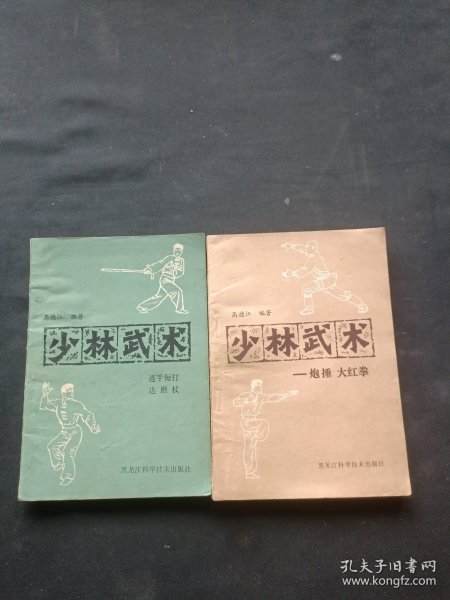 高德江 编著
少林武术
连手短打
达磨杖
黑龙江科学技术出版社
高德江 编著
少林武术
—炮捶 大红拳
黑龙江科学技术出版社
孔夫子旧书网
www.kongfz.com